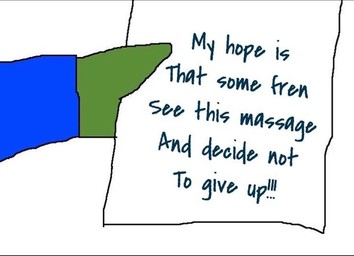 My hope is
That some fren
See this massage
And decide not
To give up!!!